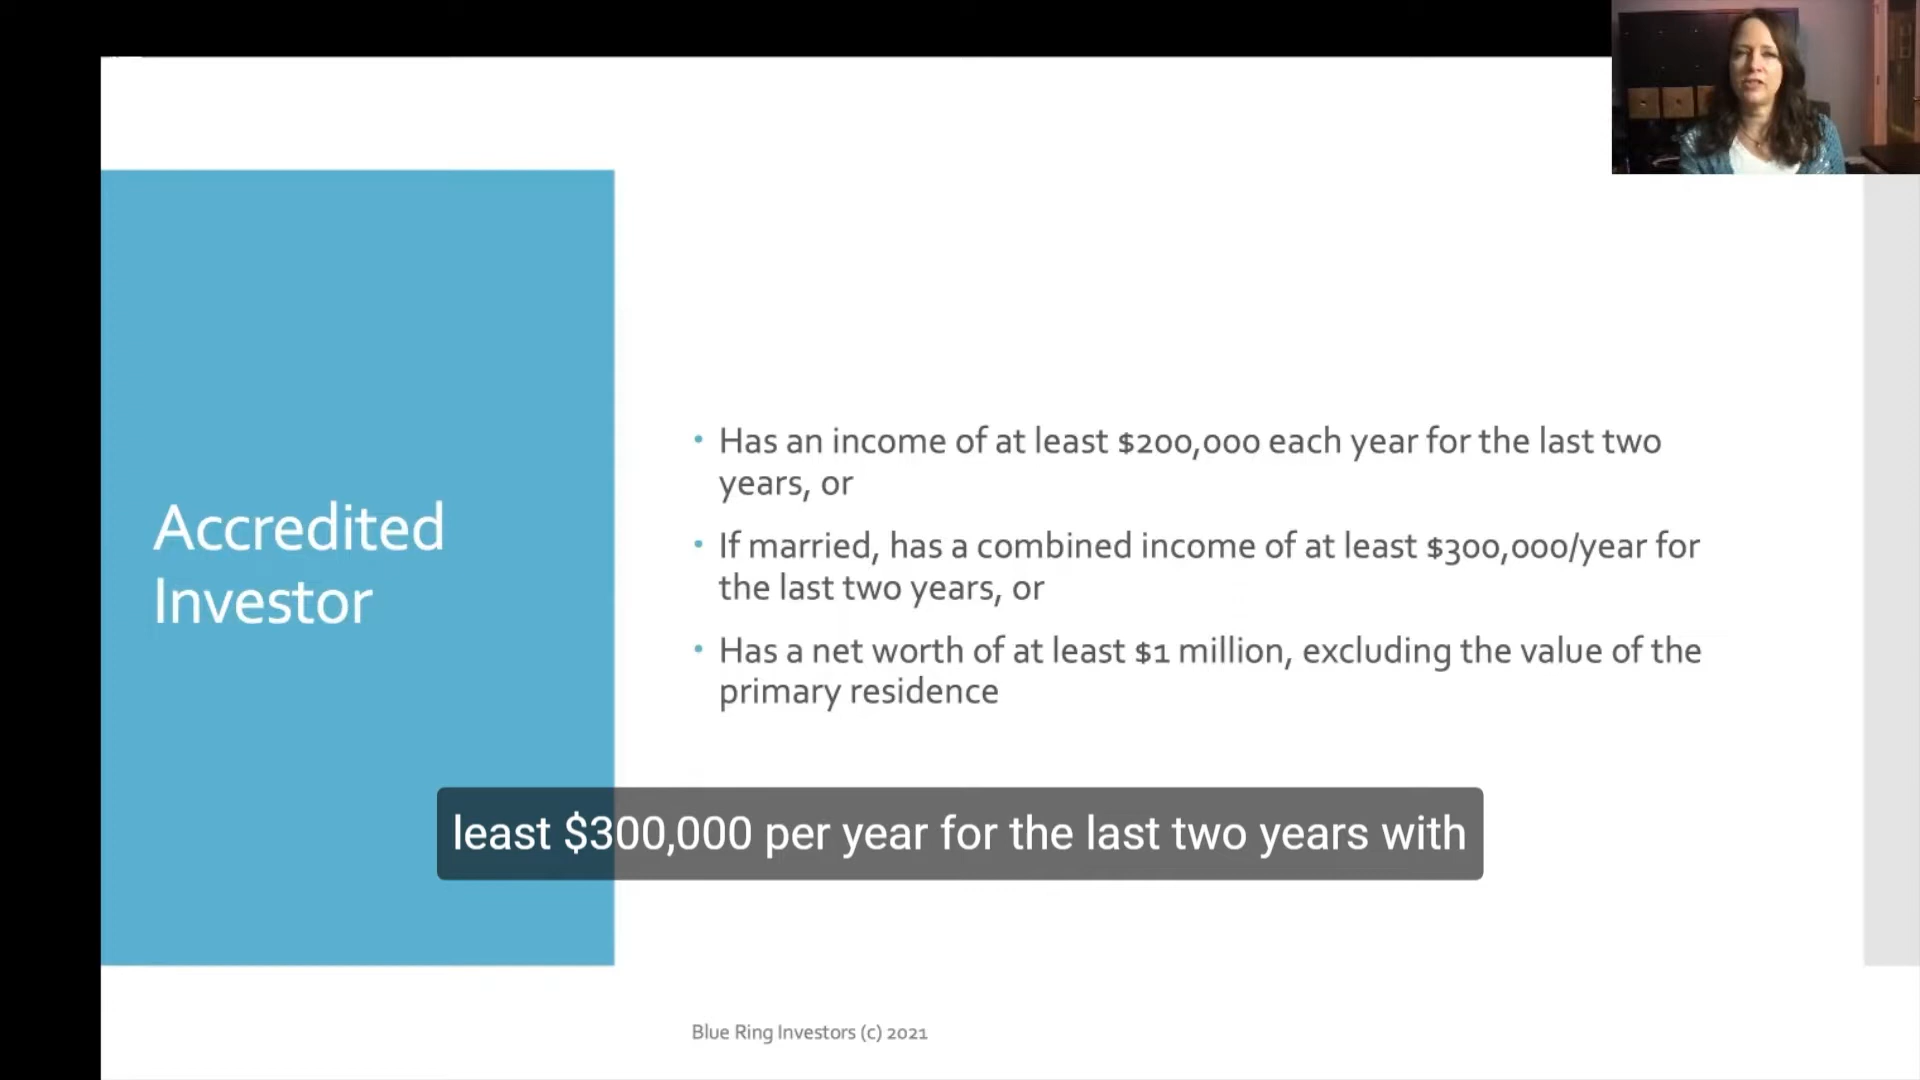 Accredited
Investor
• Has an income of at least $200,000 each year for the last two
years, or
• If married, has a combined income of at least $300,000/year for
the last two years, or
• Has a net worth of at least $1 million, excluding the value of the
primary residence
least $300,000 per year for the last two years with
Blue Ring Investors (c) 2021